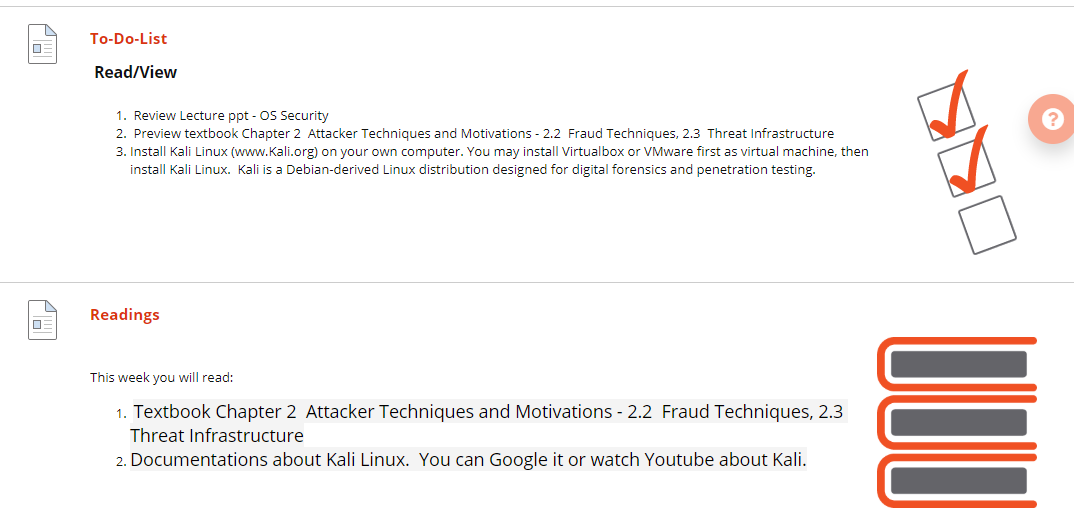 To-Do-List
Read/View
1. Review Lecture ppt - OS Security
2. Preview textbook Chapter 2  Attacker Techniques and Motivations - 2.2  Fraud Techniques, 2.3  Threat Infrastructure
3. Install Kali Linux (www.Kali.org) on your own computer. You may install Virtualbox or VMware first as virtual machine, then
install Kali Linux.  Kali is a Debian-derived Linux distribution designed for digital forensics and penetration testing.
?
Readings
This week you will read:
1. Textbook Chapter 2  Attacker Techniques and Motivations - 2.2  Fraud Techniques, 2.3
Threat Infrastructure
2. Documentations about Kali Linux.  You can Google it or watch Youtube about Kali.